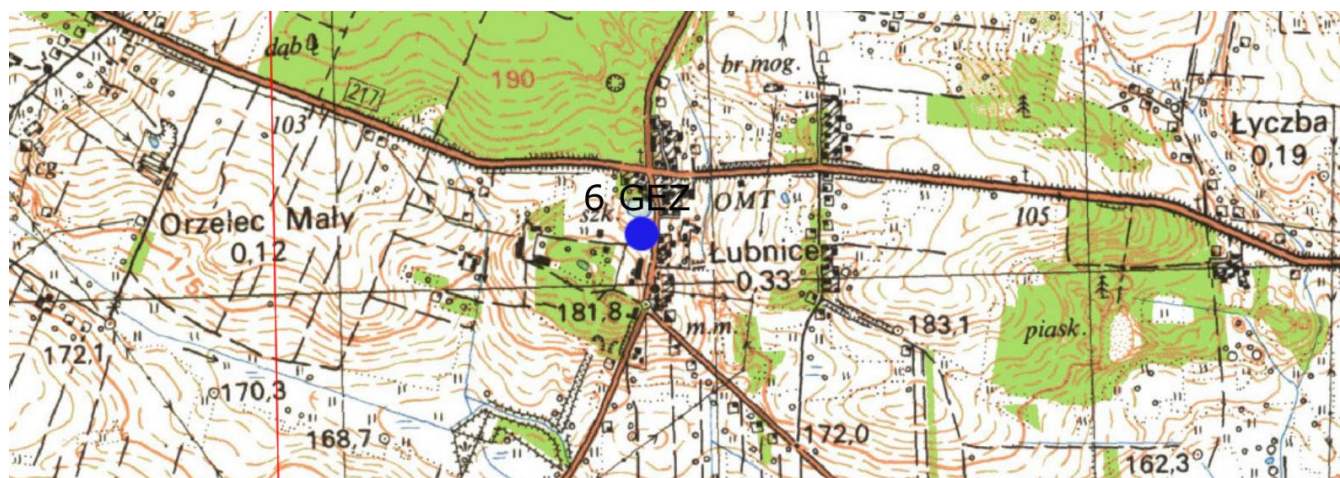 dąb
190
br. mog.
217
103
Łyczba
0,19
cg.
6 GEZ
szk.
OMT
105
Orzelec Mały
0,12
Łubnice
0,33
175
181,8
m.m
183,1
piask.
172,1
170,3
168,7
172,0
162,3